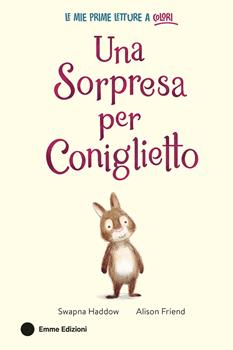 LE MIE PRIME LETTURE A COLORI
Una
Sorpresa
per
Coniglietto
Swapna Haddow Alison Friend
Emme Edizioni